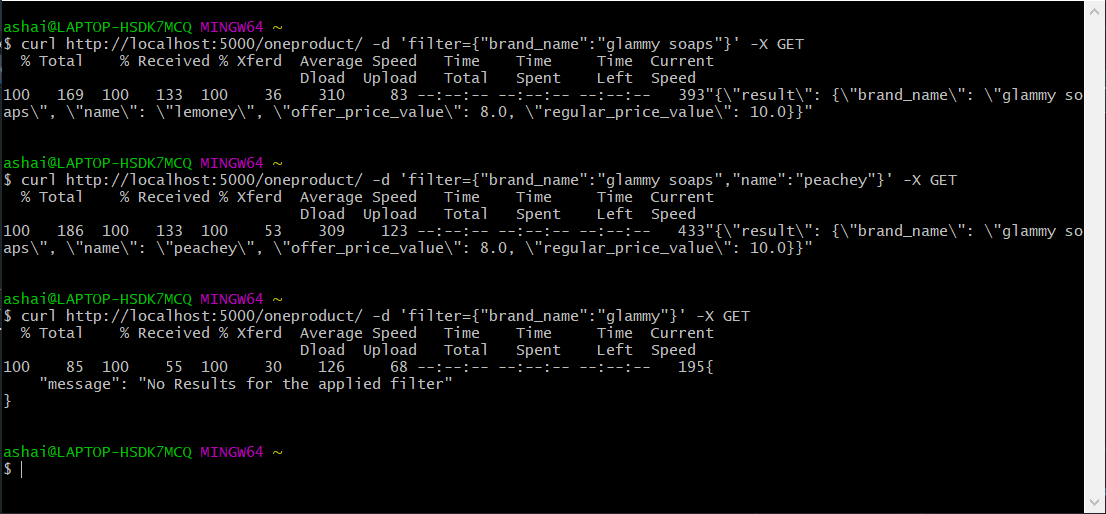 ashai@LAPTOP-HSDK7MCQ MINGW64 ~
$ curl http://localhost:5000/oneproduct/ -d 'filter={"brand_name":"glammy soaps"}' -X GET
  % Total    % Received % Xferd  Average Speed   Time    Time     Time  Current
                                 Dload  Upload   Total   Spent    Left  Speed
100   169  100   133  100    36    310     83 --:--:-- --:--:-- --:--:--   393"{\"result\": {\"brand_name\": \"glammy so
aps\", \"name\": \"lemoney\", \"offer_price_value\": 8.0, \"regular_price_value\": 10.0}}"
ashai@LAPTOP-HSDK7MCQ MINGW64 ~
$ curl http://localhost:5000/oneproduct/ -d 'filter={"brand_name":"glammy soaps","name":"peachey"}' -X GET
  % Total    % Received % Xferd  Average Speed   Time    Time     Time  Current
                                 Dload  Upload   Total   Spent    Left  Speed
100   186  100   133  100    53    309    123 --:--:-- --:--:-- --:--:--   433"{\"result\": {\"brand_name\": \"glammy so
aps\", \"name\": \"peachey\", \"offer_price_value\": 8.0, \"regular_price_value\": 10.0}}"
ashai@LAPTOP-HSDK7MCQ MINGW64 ~
$ curl http://localhost:5000/oneproduct/ -d 'filter={"brand_name":"glammy"}' -X GET
  % Total    % Received % Xferd  Average Speed   Time    Time     Time  Current
                                 Dload  Upload   Total   Spent    Left  Speed
100    85  100    55  100    30    126     68 --:--:-- --:--:-- --:--:--   195{
    "message": "No Results for the applied filter"
}
ashai@LAPTOP-HSDK7MCQ MINGW64 ~
$